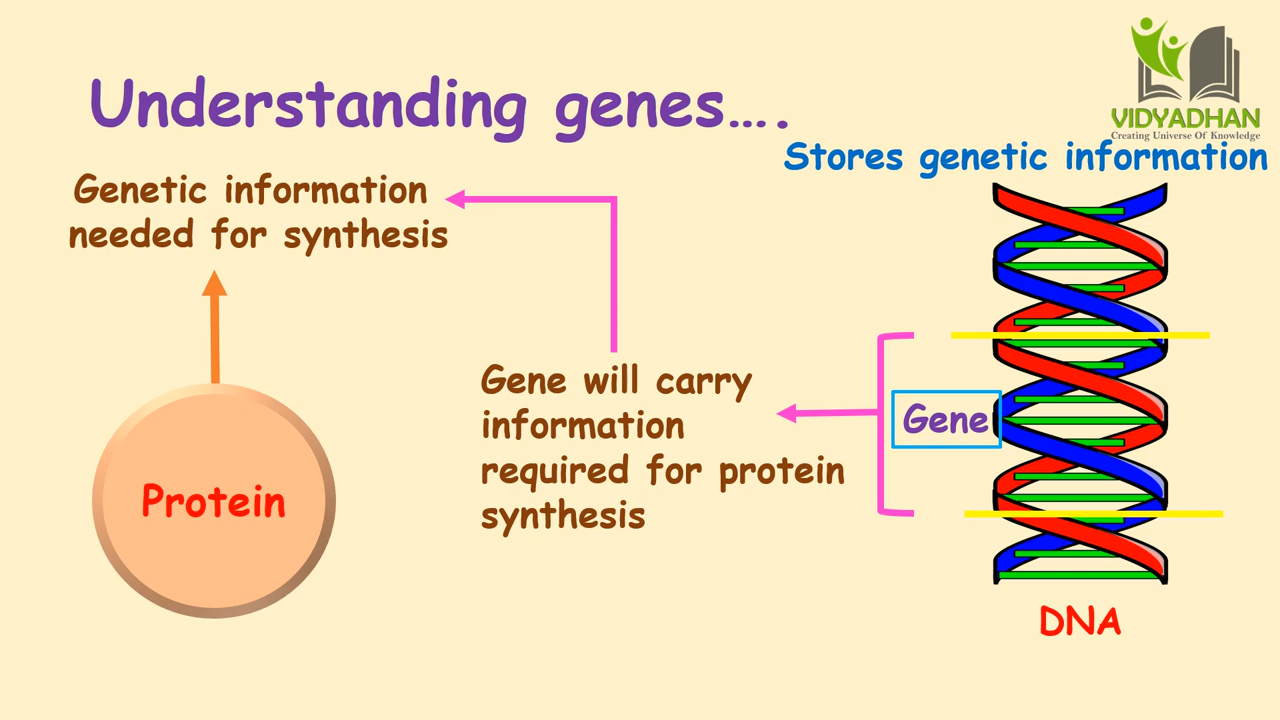 Understanding genes….
VIDYADHAN
Creating Universe Of Knowledge
Stores genetic information
Genetic information
needed for synthesis
Gene will carry
information
required for protein
synthesis
Gene
Protein
DNA